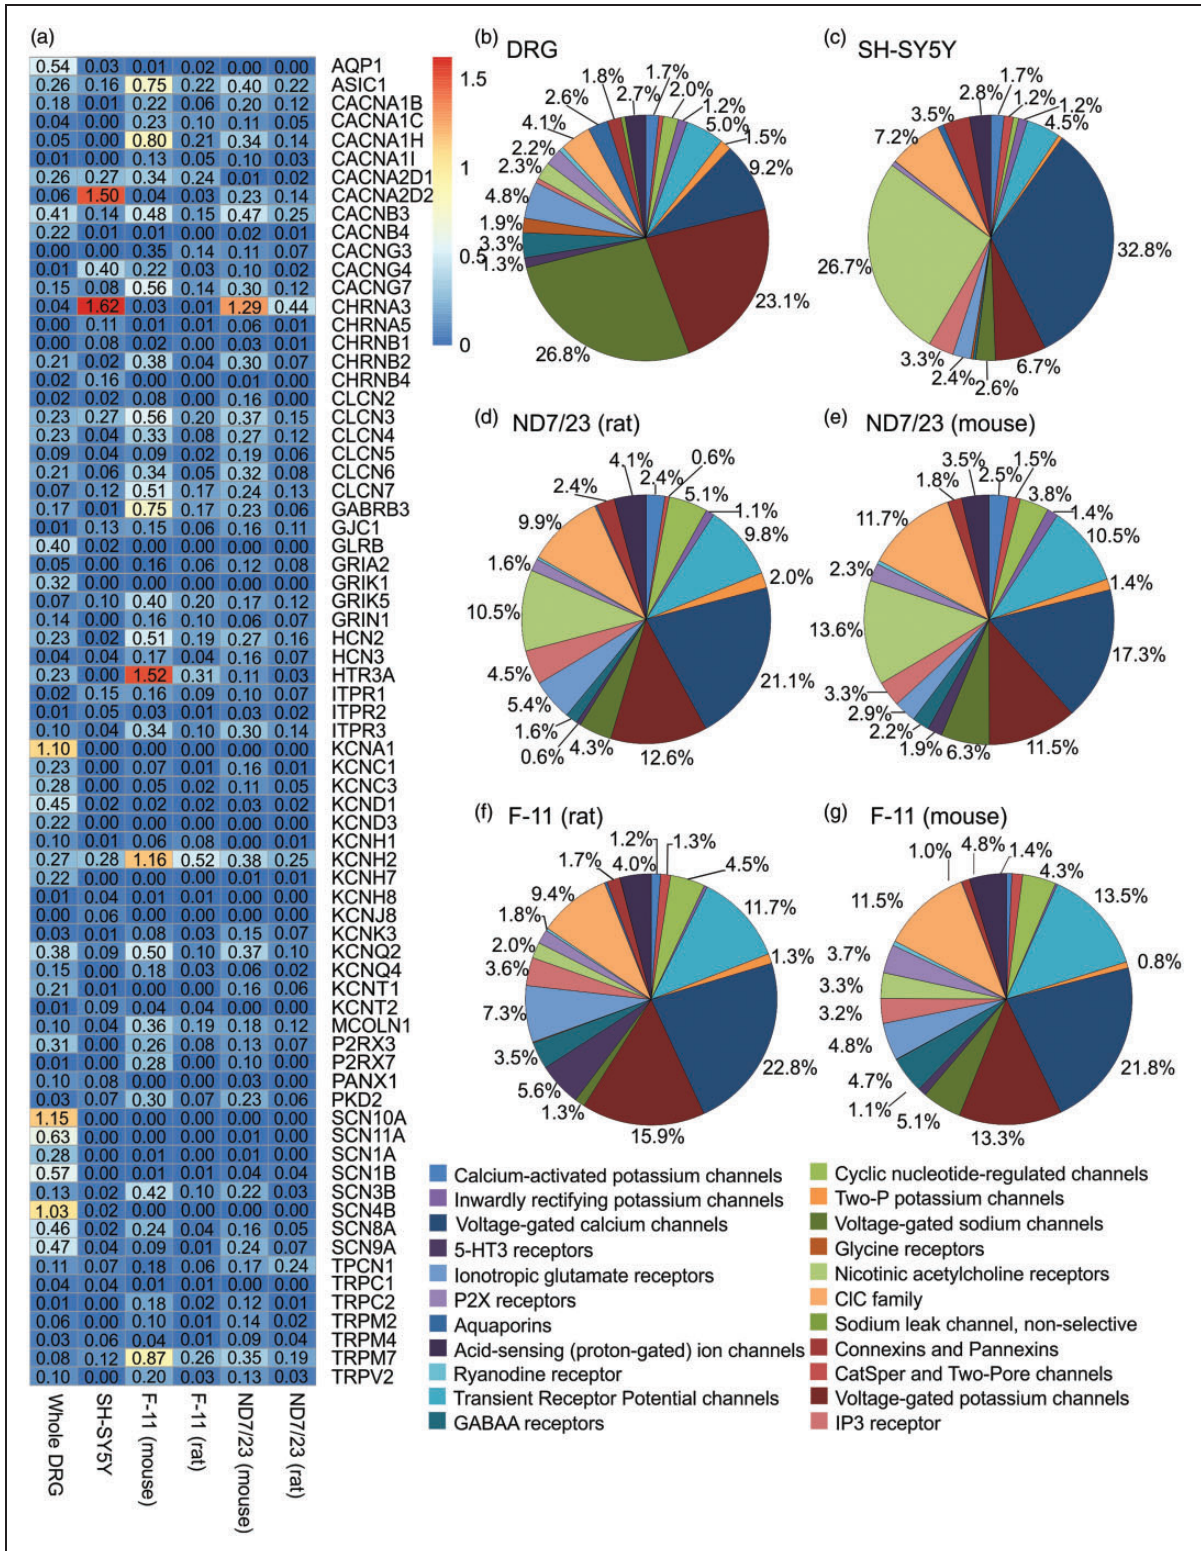 (a)
0.54 0.03 0.01 0.02 0.00 0.00 AQP1
0.26 0.16 0.75 0.22 0.40 0.22 ASIC1
0.18 0.01 0.22 0.06 0.20 0.12 CACNA1B
0.04 0.00 0.23 0.10 0.11 0.05 CACNA1C
0.05 0.00 0.80 0.21 0.34 0.14 CACNA1H
0.01 0.00 0.13 0.05 0.10 0.03 CACNA1I
0.26 0.27 0.34 0.24 0.01 0.02 CACNA2D1
0.06 1.50 0.04 0.03 0.23 0.14 CACNA2D2
0.41 0.14 0.48 0.15 0.47 0.25 CACNB3
0.22 0.01 0.01 0.00 0.02 0.01 CACNB4
0.00 0.00 0.35 0.14 0.11 0.07 CACNG3
0.01 0.40 0.22 0.03 0.10 0.02 CACNG4
0.15 0.08 0.56 0.14 0.30 0.12 CACNG7
0.04 1.62 0.03 0.01 1.29 0.44 CHRNA3
0.00 0.11 0.01 0.01 0.06 0.01 CHRNA5
0.00 0.08 0.02 0.00 0.03 0.01 CHRNB1
0.21 0.02 0.38 0.04 0.30 0.07 CHRNB2
0.02 0.16 0.00 0.00 0.01 0.00 CHRNB4
0.02 0.02 0.08 0.00 0.16 0.00 CLCN2
0.23 0.27 0.56 0.20 0.37 0.15 CLCN3
0.23 0.04 0.33 0.08 0.27 0.12 CLCN4
0.09 0.04 0.09 0.02 0.19 0.06 CLCN5
0.21 0.06 0.34 0.05 0.32 0.08 CLCN6
0.07 0.12 0.51 0.17 0.24 0.13 CLCN7
0.17 0.01 0.75 0.17 0.23 0.06 GABRB3
0.01 0.13 0.15 0.06 0.16 0.11 GJC1
0.40 0.02 0.00 0.00 0.00 0.00 GLRB
0.05 0.00 0.16 0.06 0.12 0.08 GRIA2
0.32 0.00 0.00 0.00 0.00 0.00 GRIK1
0.07 0.10 0.40 0.20 0.17 0.12 GRIK5
0.14 0.00 0.16 0.10 0.06 0.07 GRIN1
0.23 0.02 0.51 0.19 0.27 0.16 HCN2
0.04 0.04 0.17 0.04 0.16 0.07 HCN3
0.23 0.00 1.52 0.31 0.11 0.03 HTR3A
0.02 0.15 0.16 0.09 0.10 0.07 ITPR1
0.01 0.05 0.03 0.01 0.03 0.02 ITPR2
0.10 0.04 0.34 0.10 0.30 0.14 ITPR3
1.10 0.00 0.00 0.00 0.00 0.00 KCNA1
0.23 0.00 0.07 0.01 0.16 0.01 KCNC1
0.28 0.00 0.05 0.02 0.11 0.05 KCNC3
0.45 0.02 0.02 0.02 0.03 0.02 KCND1
0.22 0.00 0.00 0.00 0.00 0.00 KCND3
0.10 0.01 0.06 0.08 0.00 0.01 KCNH1
0.27 0.28 1.16 0.52 0.38 0.25 KCNH2
0.22 0.00 0.00 0.00 0.01 0.01 KCNH7
0.01 0.04 0.01 0.01 0.00 0.00 KCNH8
0.00 0.06 0.00 0.00 0.00 0.00 KCNJ8
0.03 0.01 0.08 0.03 0.15 0.07 KCNK3
0.38 0.09 0.50 0.10 0.37 0.10 KCNQ2
0.15 0.00 0.18 0.03 0.06 0.02 KCNQ4
0.21 0.01 0.00 0.00 0.16 0.06 KCNT1
0.01 0.09 0.04 0.04 0.00 0.00 KCNT2
0.10 0.04 0.36 0.19 0.18 0.12 MCOLN1
0.31 0.00 0.26 0.08 0.13 0.07 P2RX3
0.01 0.00 0.28 0.00 0.10 0.00 P2RX7
0.10 0.08 0.00 0.00 0.03 0.00 PANX1
0.03 0.07 0.30 0.07 0.23 0.06 PKD2
1.15 0.00 0.00 0.00 0.00 0.00 SCN10A
0.63 0.00 0.00 0.00 0.01 0.00 SCN11A
0.28 0.00 0.01 0.00 0.01 0.00 SCN1A
0.57 0.00 0.01 0.01 0.04 0.04 SCN1B
0.13 0.02 0.42 0.10 0.22 0.03 SCN3B
1.03 0.02 0.00 0.00 0.00 0.00 SCN4B
0.46 0.02 0.24 0.04 0.16 0.05 SCN8A
0.47 0.04 0.09 0.01 0.24 0.07 SCN9A
0.11 0.07 0.18 0.06 0.17 0.24 TPCN1
0.04 0.04 0.01 0.01 0.00 0.00 TRPC1
0.01 0.00 0.18 0.02 0.12 0.01 TRPC2
0.06 0.00 0.10 0.01 0.14 0.02 TRPM2
0.03 0.06 0.04 0.01 0.09 0.04 TRPM4
0.08 0.12 0.87 0.26 0.35 0.19 TRPM7
0.10 0.00 0.20 0.03 0.13 0.03 TRPV2
Whole DRG
SH-SY5Y
F-11 (mouse)
F-11 (rat)
ND7/23 (mouse)
ND7/23 (rat)
1.5
1
0.5
0
(b) DRG
1.7%
2.0%
1.2%
5.0%
1.5%
9.2%
23.1%
26.8%
1.3%
3.3%
1.9%
4.8%
2.3%
2.2%
4.1%
2.6%
1.8%
2.7%
(c) SH-SY5Y
1.7%
1.2%
1.2%
4.5%
32.8%
6.7%
2.6%
2.4%
3.3%
26.7%
7.2%
3.5%
2.8%
(d) ND7/23 (rat)
2.4%
0.6%
5.1%
1.1%
9.8%
2.0%
21.1%
12.6%
4.3%
0.6%
1.6%
5.4%
4.5%
10.5%
1.6%
9.9%
2.4%
4.1%
(e) ND7/23 (mouse)
2.5%
1.5%
3.8%
1.4%
10.5%
1.4%
17.3%
11.5%
6.3%
1.9%
2.2%
2.9%
3.3%
13.6%
2.3%
11.7%
1.8%
3.5%
(f) F-11 (rat)
1.2%
1.3%
4.5%
11.7%
1.3%
22.8%
15.9%
1.3%
5.6%
3.5%
7.3%
3.6%
2.0%
1.8%
9.4%
1.7%
4.0%
(g) F-11 (mouse)
1.4%
4.3%
13.5%
0.8%
21.8%
13.3%
5.1%
1.1%
4.7%
4.8%
3.2%
3.3%
3.7%
11.5%
1.0%
4.8%
Calcium-activated potassium channels
Inwardly rectifying potassium channels
Voltage-gated calcium channels
5-HT3 receptors
Ionotropic glutamate receptors
P2X receptors
Aquaporins
Acid-sensing (proton-gated) ion channels
Ryanodine receptor
Transient Receptor Potential channels
GABAA receptors
Cyclic nucleotide-regulated channels
Two-P potassium channels
Voltage-gated sodium channels
Glycine receptors
Nicotinic acetylcholine receptors
ClC family
Sodium leak channel, non-selective
Connexins and Pannexins
CatSper and Two-Pore channels
Voltage-gated potassium channels
IP3 receptor